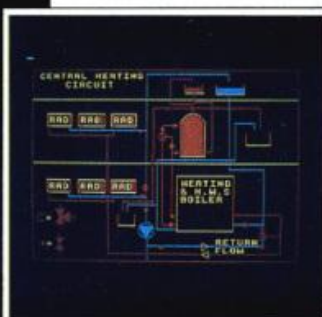 CENTRAL HEATING
CIRCUIT
RAD RAD RAD
RAD RAD RAD
HEATING
& H.W.S
BOILER
RETURN
FLOW